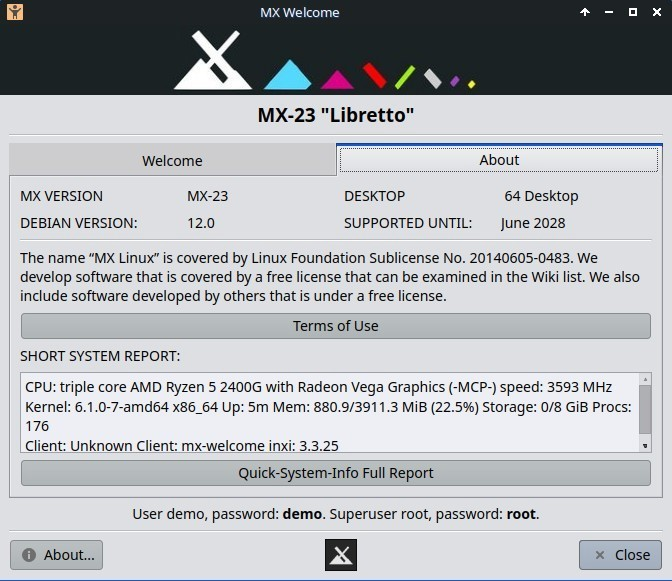 MX Welcome
MX-23 "Libretto"
Welcome
About
MX VERSION MX-23 DESKTOP 64 Desktop
DEBIAN VERSION: 12.0 SUPPORTED UNTIL: June 2028
The name “MX Linux” is covered by Linux Foundation Sublicense No. 20140605-0483. We
develop software that is covered by a free license that can be examined in the Wiki list. We also
include software developed by others that is under a free license.
Terms of Use
SHORT SYSTEM REPORT:
CPU: triple core AMD Ryzen 5 2400G with Radeon Vega Graphics (-MCP-) speed: 3593 MHz
Kernel: 6.1.0-7-amd64 x86_64 Up: 5m Mem: 880.9/3911.3 MiB (22.5%) Storage: 0/8 GiB Procs:
176
Client: Unknown Client: mx-welcome inxi: 3.3.25
Quick-System-Info Full Report
User demo, password: demo. Superuser root, password: root.
About...
Close